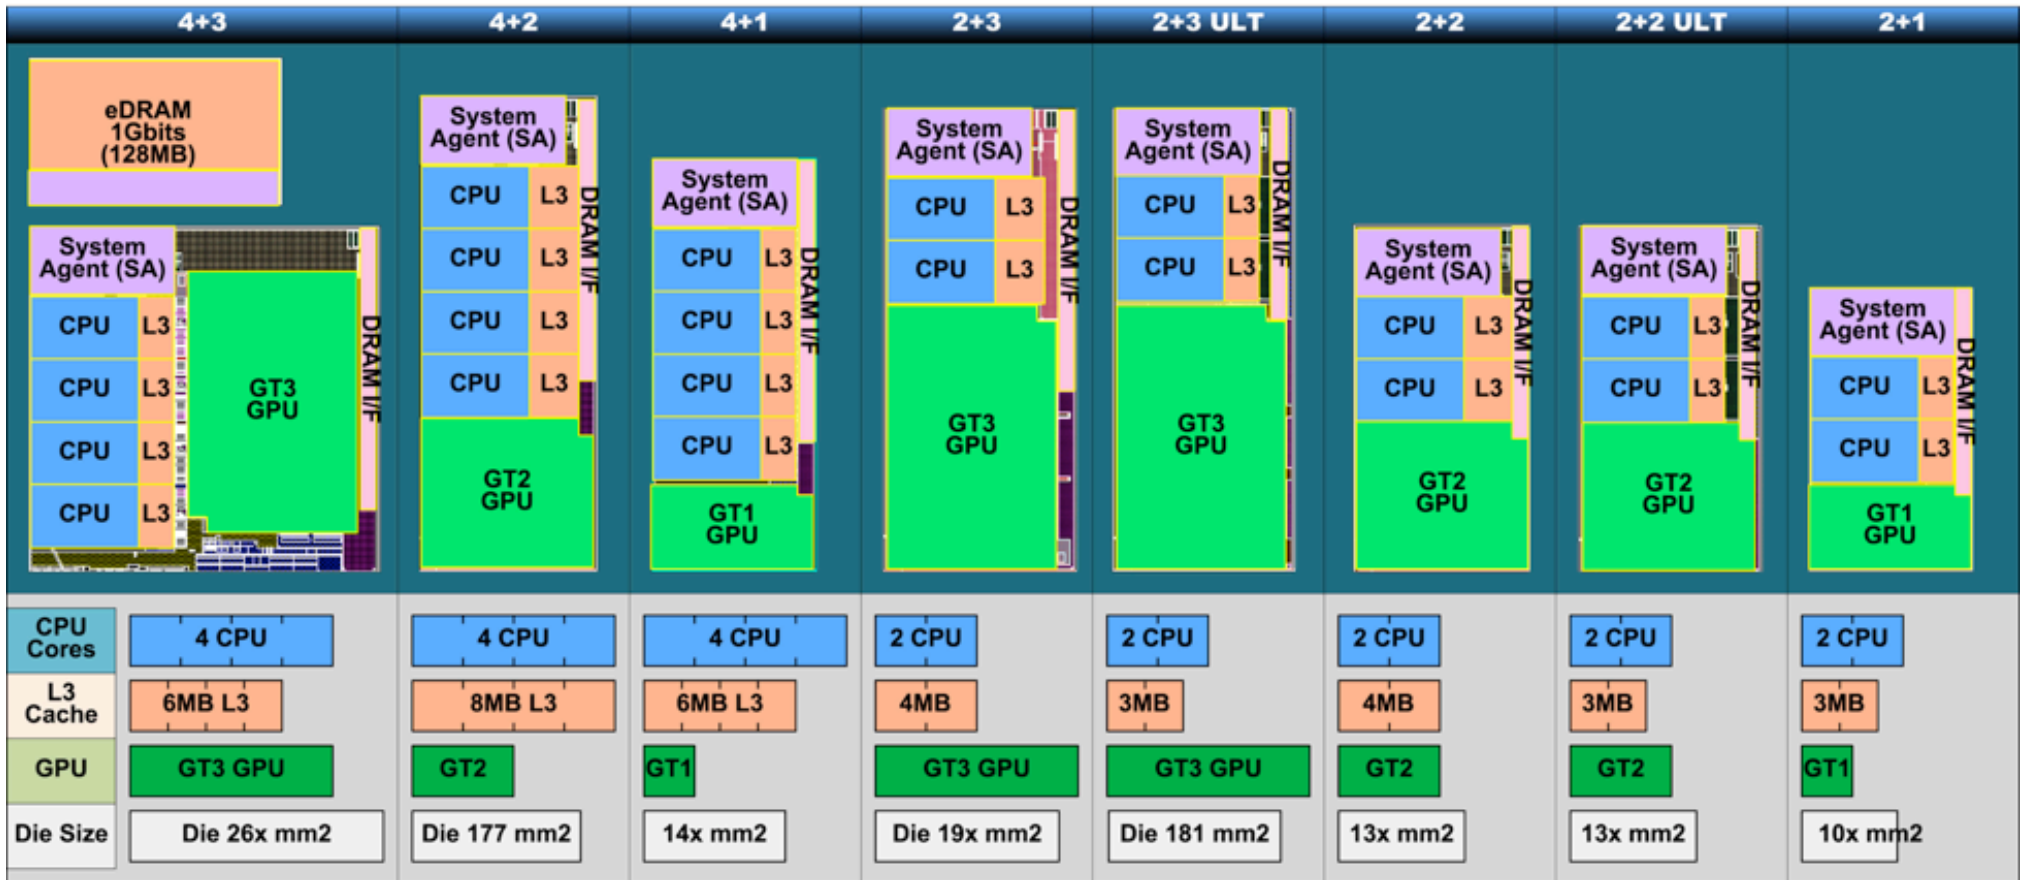 4+3
4+2
4+1
2+3
2+3 ULT
2+2
2+2 ULT
2+1
eDRAM
1Gbits
(128MB)
System
Agent (SA)
CPU
L3
CPU
L3
CPU
L3
CPU
L3
GT3
GPU
DRAM I/F
System
Agent (SA)
CPU
L3
CPU
L3
CPU
L3
CPU
L3
DRAM I/F
GT2
GPU
System
Agent (SA)
CPU
L3
CPU
L3
CPU
L3
CPU
L3
DRAM I/F
GT1
GPU
System
Agent (SA)
CPU
L3
CPU
L3
DRAM I/F
GT3
GPU
System
Agent (SA)
CPU
L3
CPU
L3
DRAM I/F
GT3
GPU
System
Agent (SA)
CPU
L3
CPU
L3
DRAM I/F
GT2
GPU
System
Agent (SA)
CPU
L3
CPU
L3
DRAM I/F
GT2
GPU
System
Agent (SA)
CPU
L3
CPU
L3
DRAM I/F
GT1
GPU
CPU
Cores
4 CPU
4 CPU
4 CPU
2 CPU
2 CPU
2 CPU
2 CPU
2 CPU
L3
Cache
6MB L3
8MB L3
6MB L3
4MB
3MB
4MB
3MB
3MB
GPU
GT3 GPU
GT2
GT1
GT3 GPU
GT3 GPU
GT2
GT2
GT1
Die Size
Die 26x mm2
Die 177 mm2
14x mm2
Die 19x mm2
Die 181 mm2
13x mm2
13x mm2
10x mm2